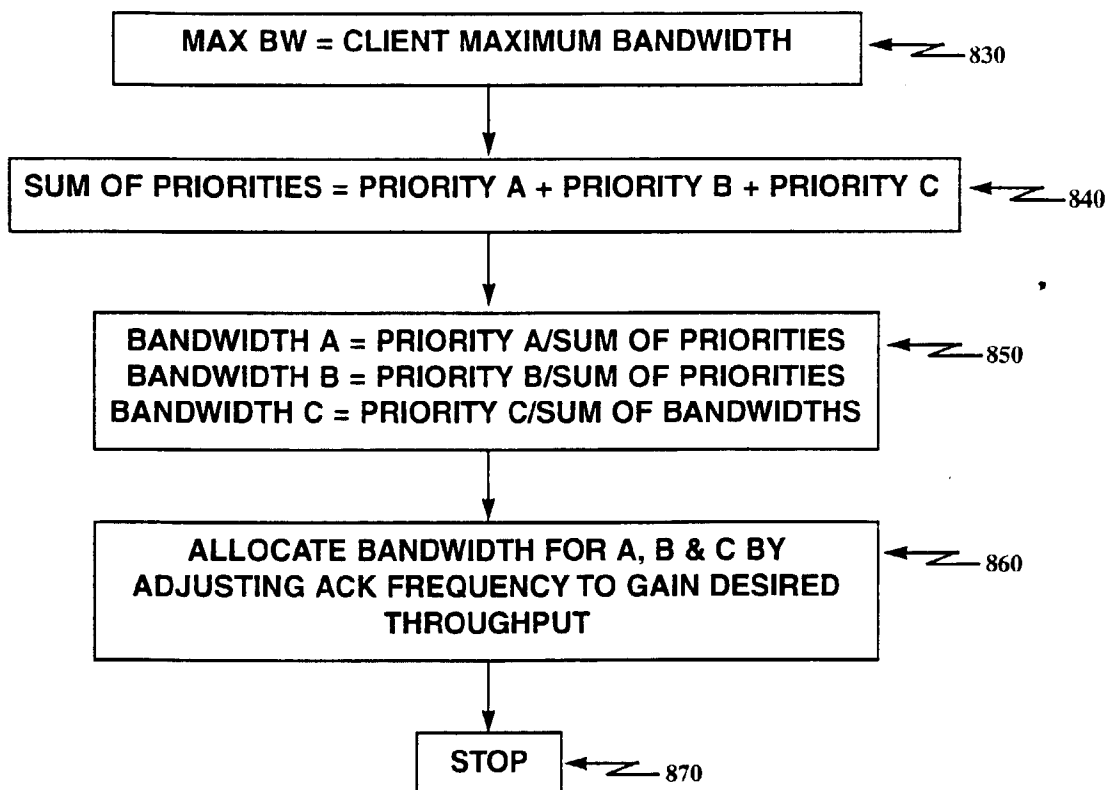 MAX BW = CLIENT MAXIMUM BANDWIDTH
830
SUM OF PRIORITIES = PRIORITY A + PRIORITY B + PRIORITY C
840
BANDWIDTH A = PRIORITY A/SUM OF PRIORITIES
BANDWIDTH B = PRIORITY B/SUM OF PRIORITIES
BANDWIDTH C = PRIORITY C/SUM OF BANDWIDTHS
850
ALLOCATE BANDWIDTH FOR A, B & C BY
ADJUSTING ACK FREQUENCY TO GAIN DESIRED
THROUGHPUT
860
STOP
870